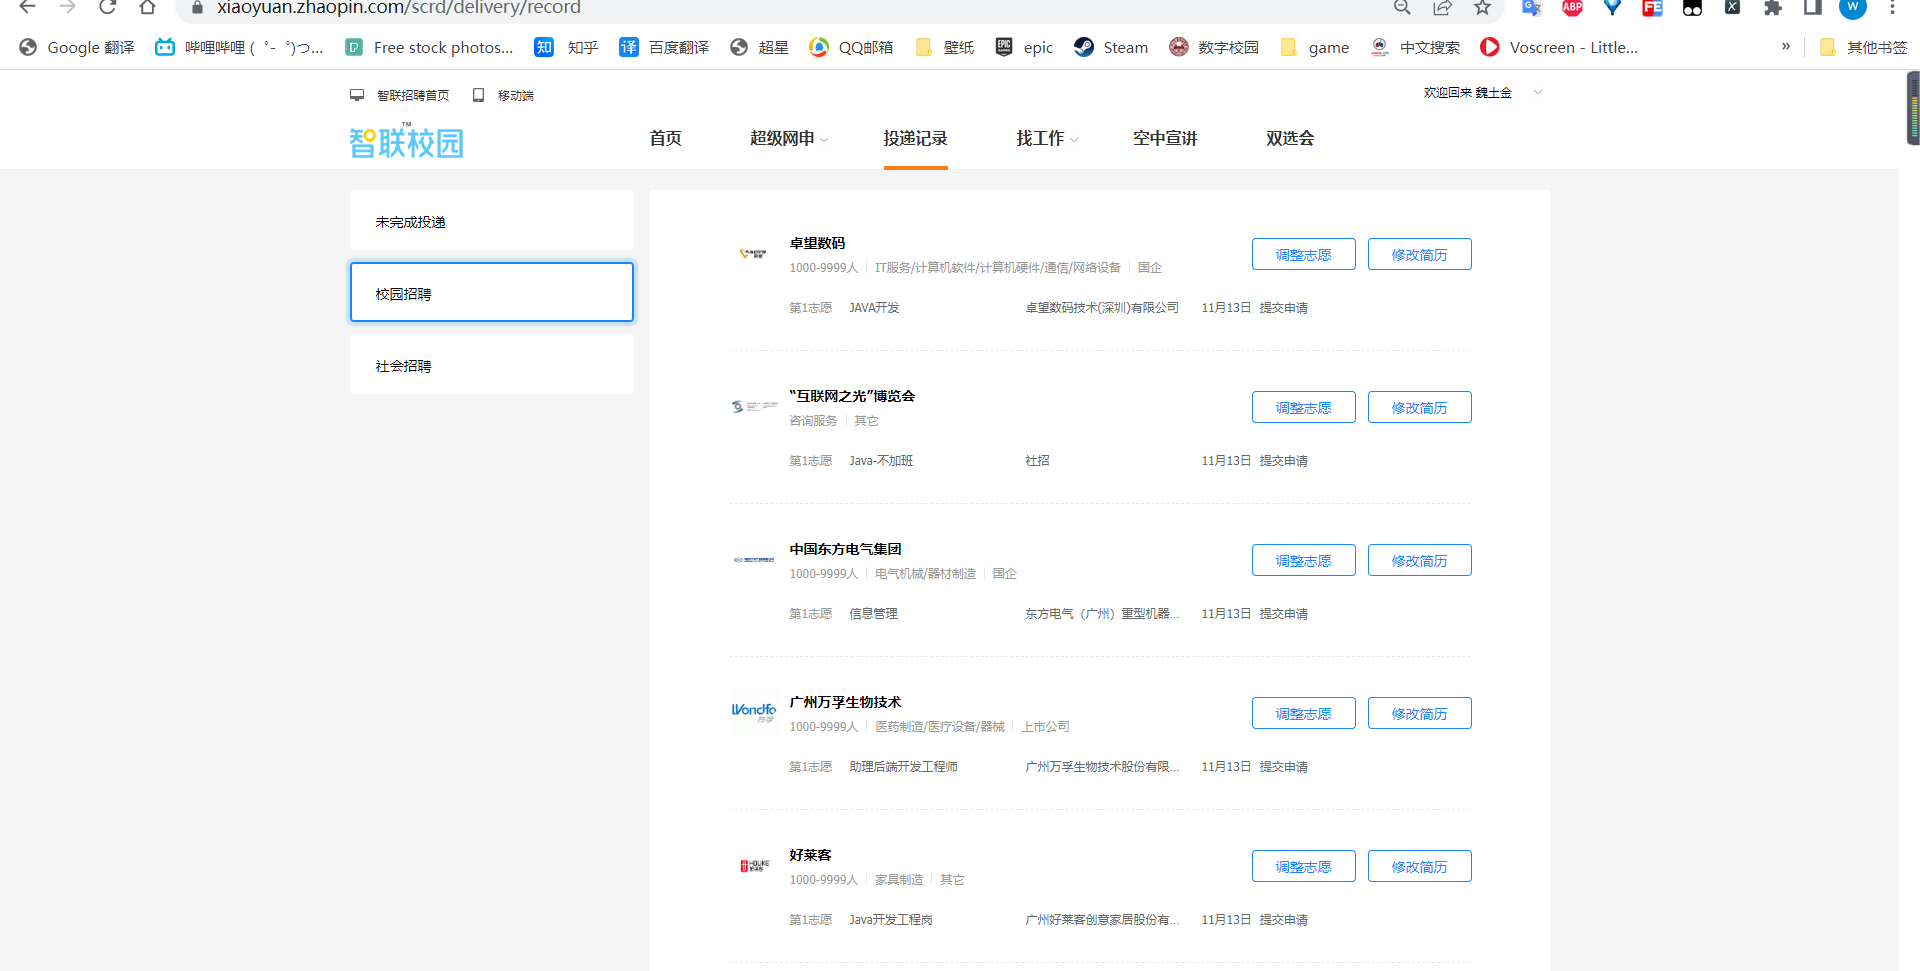 xiaoyuan.zhaopin.com/scrd/delivery/record
Google 翻译 哔哩哔哩 ( ゜- ゜)つ... Free stock photos... 知 知乎 译 百度翻译 超星 QQ邮箱 壁纸 epic Steam 数字校园 game 中文搜索 Voscreen - Little... » 其他书签
智联招聘首页 移动端 欢迎回来 魏土金
智联校园 TM
首页 超级网申 投递记录 找工作 空中宣讲 双选会
未完成投递
校园招聘
社会招聘
卓望数码
1000-9999人 IT服务/计算机软件/计算机硬件/通信/网络设备 国企
调整志愿 修改简历
第1志愿 JAVA开发 卓望数码技术(深圳)有限公司 11月13日 提交申请
“互联网之光”博览会
咨询服务 其它
调整志愿 修改简历
第1志愿 Java-不加班 社招 11月13日 提交申请
中国东方电气集团
1000-9999人 电气机械/器材制造 国企
调整志愿 修改简历
第1志愿 信息管理 东方电气（广州）重型机器... 11月13日 提交申请
Wondfo 万孚
广州万孚生物技术
1000-9999人 医药制造/医疗设备/器械 上市公司
调整志愿 修改简历
第1志愿 助理后端开发工程师 广州万孚生物技术股份有限... 11月13日 提交申请
好莱客
1000-9999人 家具制造 其它
调整志愿 修改简历
第1志愿 Java开发工程岗 广州好莱客创意家居股份有... 11月13日 提交申请